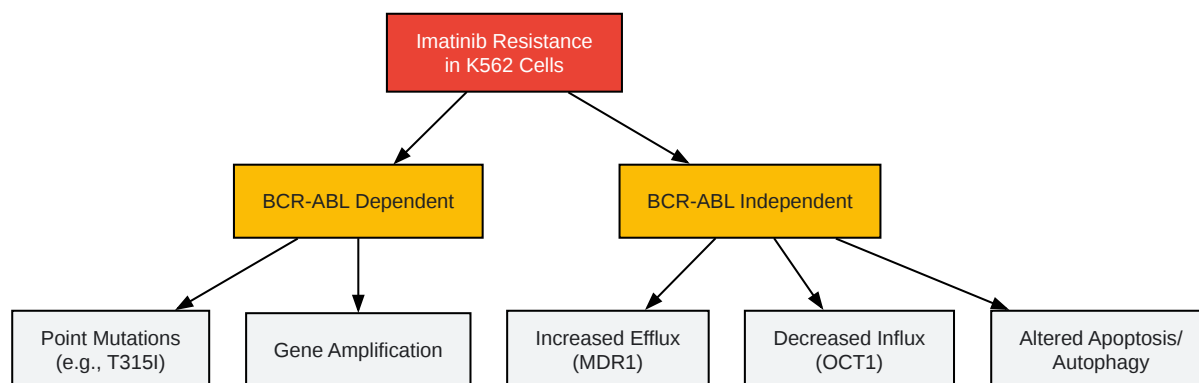 Imatinib Resistance
in K562 Cells
BCR-ABL Dependent
BCR-ABL Independent
Point Mutations
(e.g., T315I)
Gene Amplification
Increased Efflux
(MDR1)
Decreased Influx
(OCT1)
Altered Apoptosis/
Autophagy